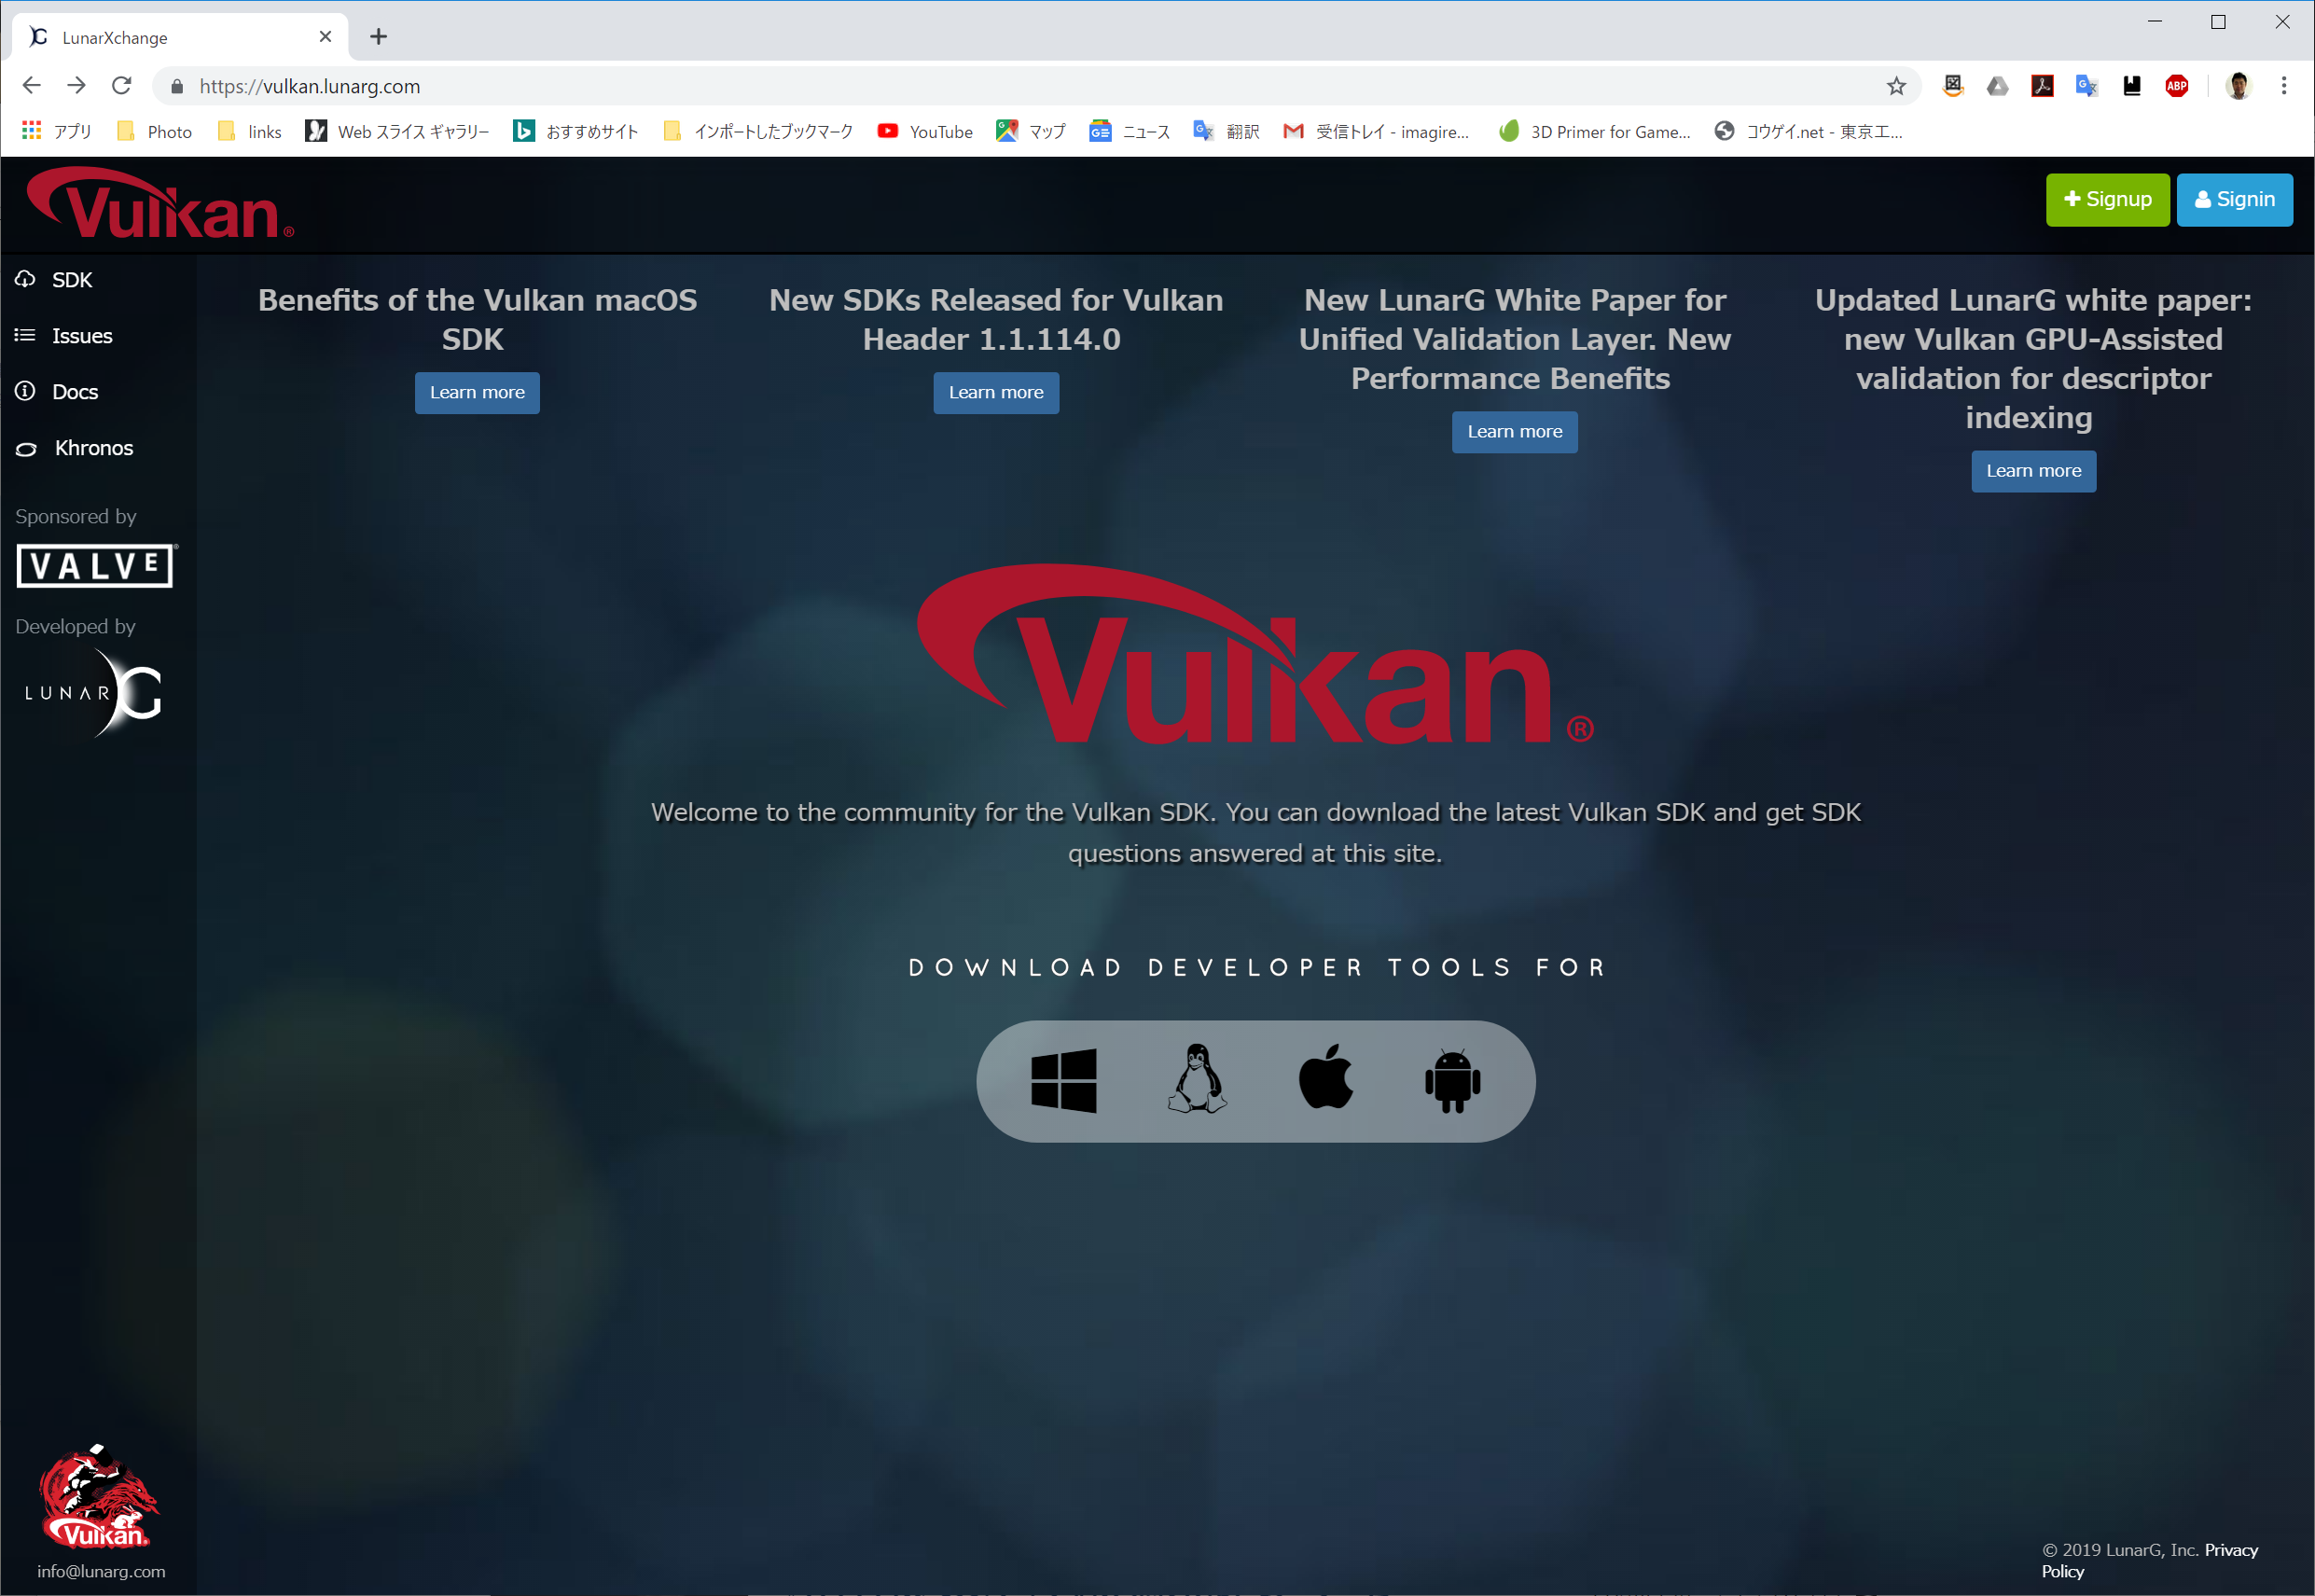 LunarXchange
https://vulkan.lunarg.com
ABP
アプリ Photo links Web スライス ギャラリー おすすめサイト インポートしたブックマーク YouTube マップ ニュース 翻訳 受信トレイ - imagire... 3D Primer for Game... コウゲイ.net - 東京工...
Vulkan®
Signup Signin
SDK
Issues
Docs
Khronos
Sponsored by
VALVE®
Developed by
LUNARG
Benefits of the Vulkan macOS
SDK
Learn more
New SDKs Released for Vulkan
Header 1.1.114.0
Learn more
New LunarG White Paper for
Unified Validation Layer. New
Performance Benefits
Learn more
Updated LunarG white paper:
new Vulkan GPU-Assisted
validation for descriptor
indexing
Learn more
Vulkan®
Welcome to the community for the Vulkan SDK. You can download the latest Vulkan SDK and get SDK
questions answered at this site.
DOWNLOAD DEVELOPER TOOLS FOR
Vulkan
info@lunarg.com
© 2019 LunarG, Inc. Privacy
Policy